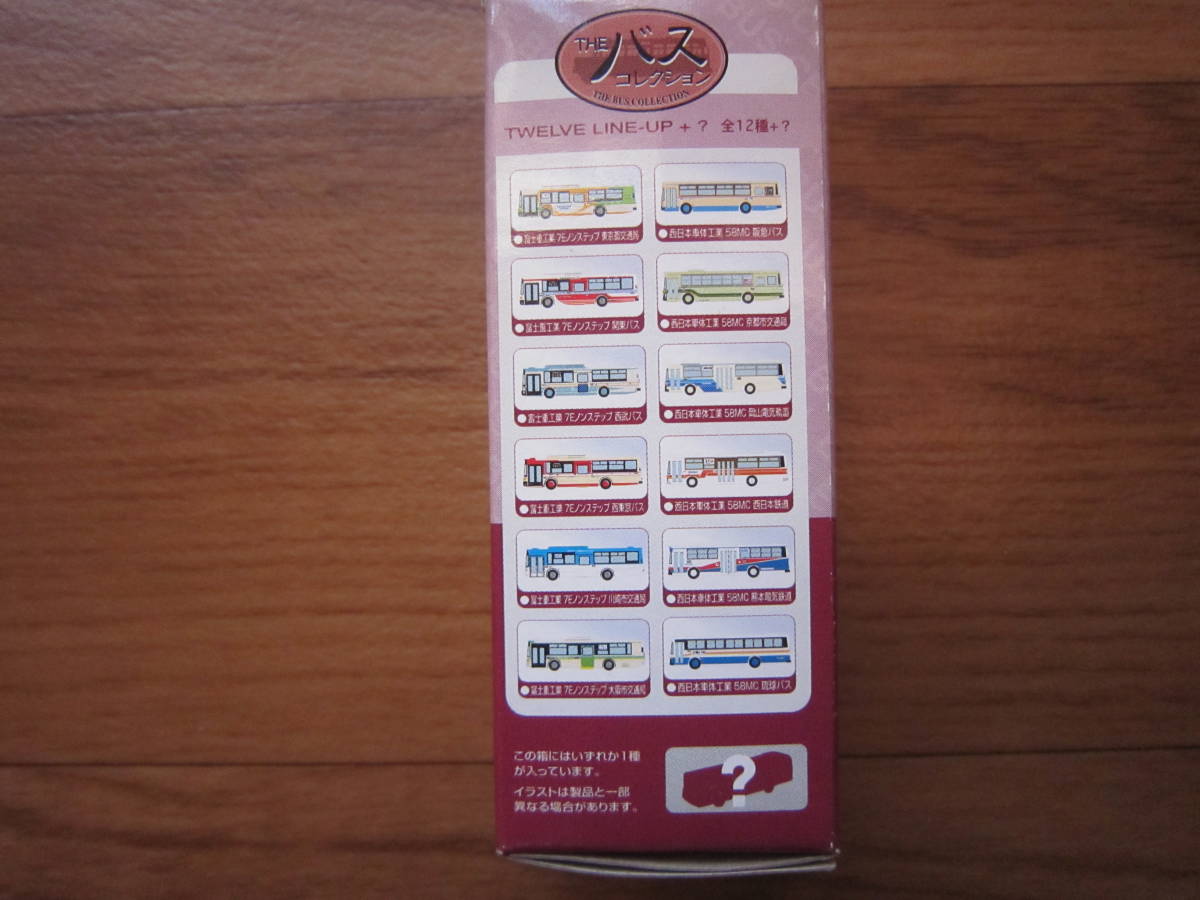 THE バス
コレクション
THE BUS COLLECTION
TWELVE LINE-UP + ? 全12種+?
富士重工業 7Eノンステップ 東京都交通局
西日本車体工業 58MC 阪急バス
富士重工業 7Eノンステップ 関東バス
西日本車体工業 58MC 京都市交通局
富士重工業 7Eノンステップ 西武バス
西日本車体工業 58MC 岡山電気軌道
富士重工業 7Eノンステップ 西東京バス
西日本車体工業 58MC 西日本鉄道
富士重工業 7Eノンステップ 川崎市交通局
西日本車体工業 58MC 熊本電気鉄道
富士重工業 7Eノンステップ 大阪市交通局
西日本車体工業 58MC 琉球バス
この箱にはいずれか1種
が入っています。
イラストは製品と一部
異なる場合があります。
?